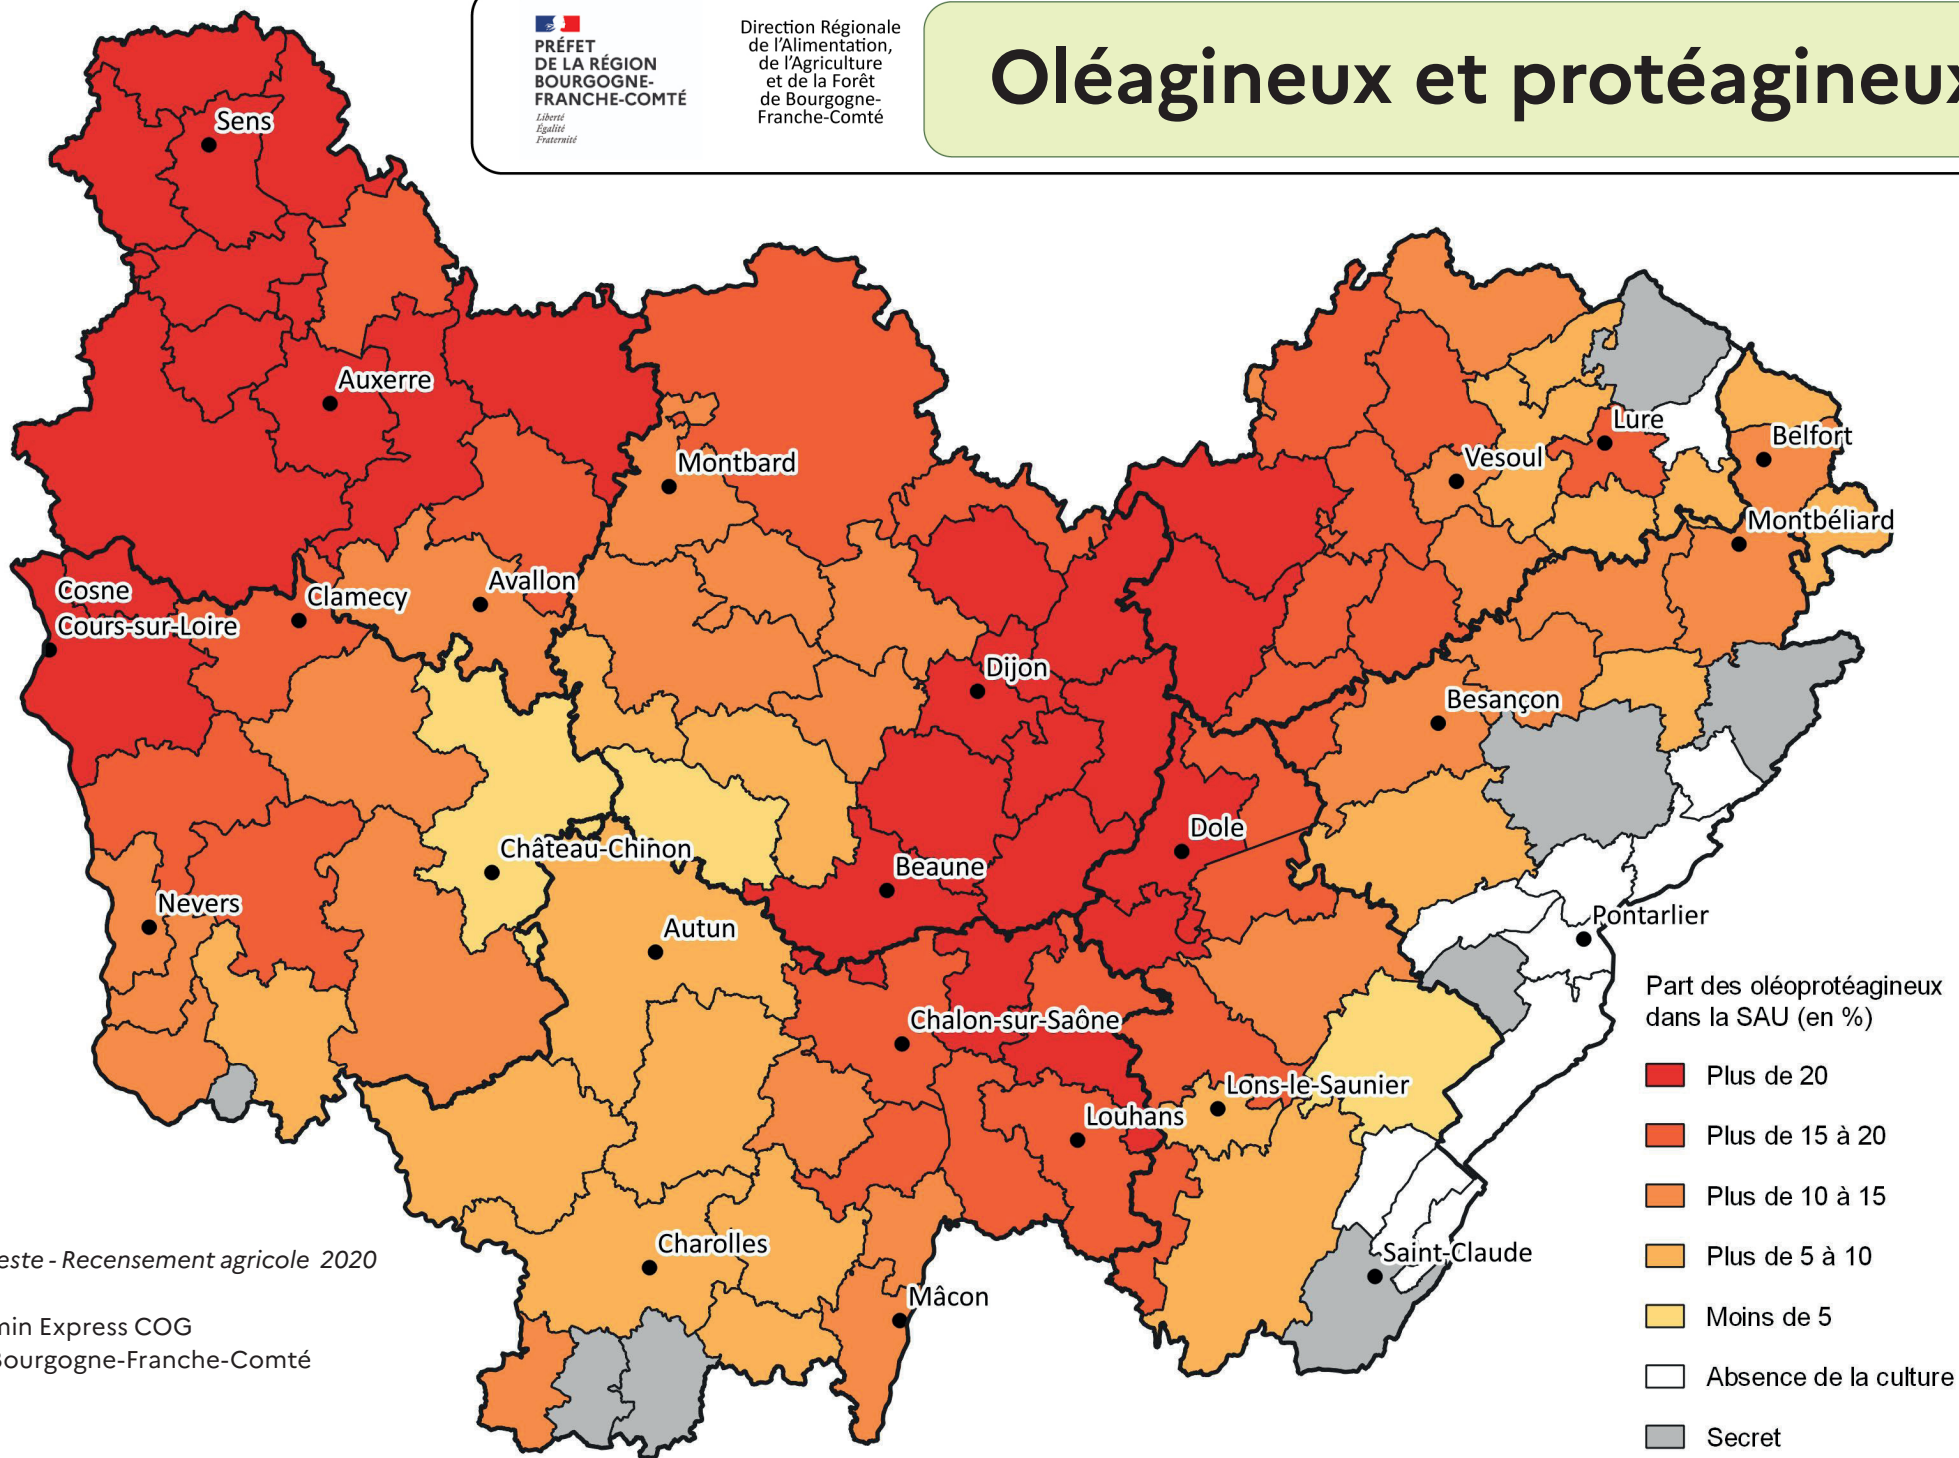 PRÉFET
DE LA RÉGION
BOURGOGNE-
FRANCHE-COMTÉ
Liberté
Égalité
Fraternité
Direction Régionale
de l'Alimentation,
de l'Agriculture
et de la Forêt
de Bourgogne-
Franche-Comté
Oléagineux et protéagineux
Sens
Auxerre
Montbard
Lure
Belfort
Vesoul
Montbéliard
Cosne
Cours-sur-Loire
Clamecy
Avallon
Dijon
Besançon
Château-Chinon
Dole
Beaune
Nevers
Autun
Pontarlier
Chalon-sur-Saône
Lons-le-Saunier
Louhans
Charolles
Saint-Claude
Mâcon
Part des oléoprotéagineux
dans la SAU (en %)
Plus de 20
Plus de 15 à 20
Plus de 10 à 15
Plus de 5 à 10
Moins de 5
Absence de la culture
Secret
este - Recensement agricole 2020
min Express COG
Bourgogne-Franche-Comté